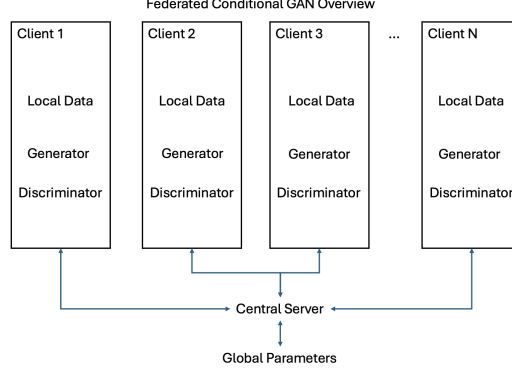 Federated Conditional GAN Overview
Client 1
Client 2
Client 3
...
Client N
Local Data
Local Data
Local Data
Local Data
Generator
Generator
Generator
Generator
Discriminator
Discriminator
Discriminator
Discriminator
Central Server
Global Parameters